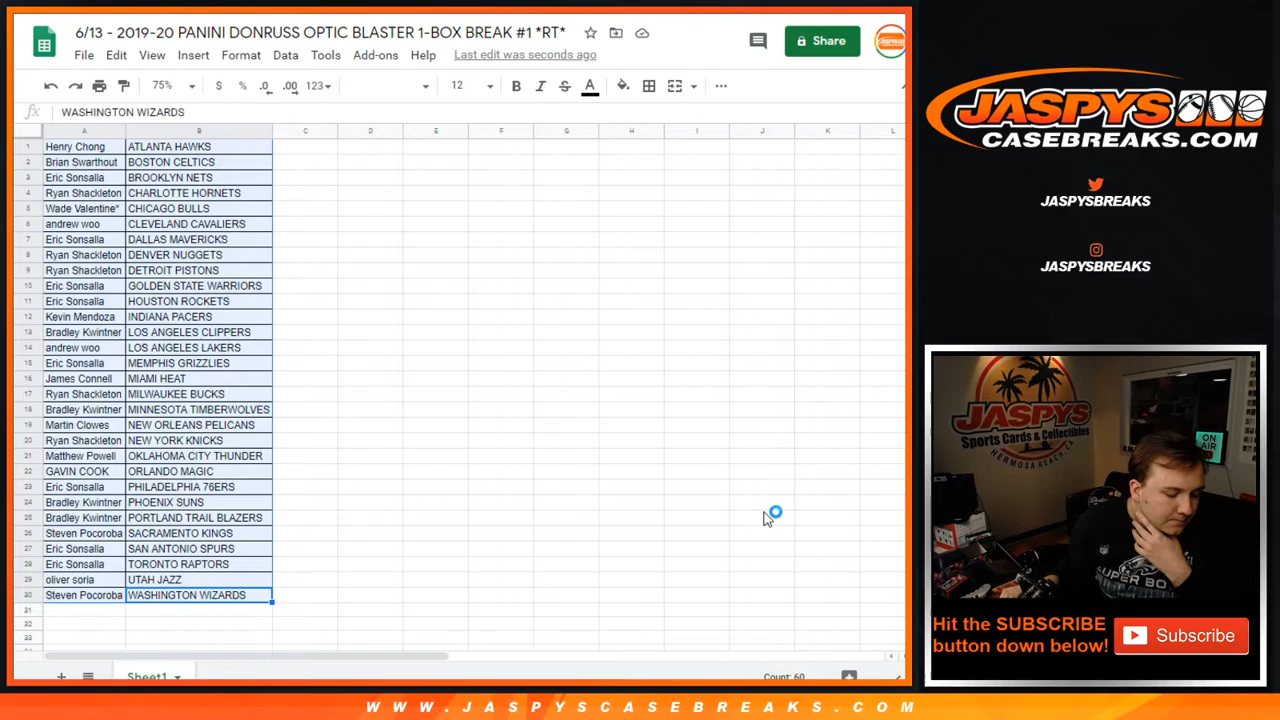 6/13 - 2019-20 PANINI DONRUSS OPTIC BLASTER 1-BOX BREAK #1 *RT*
File Edit View Insert Format Data Tools Add-ons Help Last edit was seconds ago
Share
75% $ % .0 .00 123 12 B I S A
fx WASHINGTON WIZARDS
A B C D E F G H I J K L
1 Henry Chong ATLANTA HAWKS
2 Brian Swarthout BOSTON CELTICS
3 Eric Sonsalla BROOKLYN NETS
4 Ryan Shackleton CHARLOTTE HORNETS
5 Wade Valentine* CHICAGO BULLS
6 andrew woo CLEVELAND CAVALIERS
7 Eric Sonsalla DALLAS MAVERICKS
8 Ryan Shackleton DENVER NUGGETS
9 Ryan Shackleton DETROIT PISTONS
10 Eric Sonsalla GOLDEN STATE WARRIORS
11 Eric Sonsalla HOUSTON ROCKETS
12 Kevin Mendoza INDIANA PACERS
13 Bradley Kwintner LOS ANGELES CLIPPERS
14 andrew woo LOS ANGELES LAKERS
15 Eric Sonsalla MEMPHIS GRIZZLIES
16 James Connell MIAMI HEAT
17 Ryan Shackleton MILWAUKEE BUCKS
18 Bradley Kwintner MINNESOTA TIMBERWOLVES
19 Martin Clowes NEW ORLEANS PELICANS
20 Ryan Shackleton NEW YORK KNICKS
21 Matthew Powell OKLAHOMA CITY THUNDER
22 GAVIN COOK ORLANDO MAGIC
23 Eric Sonsalla PHILADELPHIA 76ERS
24 Bradley Kwintner PHOENIX SUNS
25 Bradley Kwintner PORTLAND TRAIL BLAZERS
26 Steven Pocoroba SACRAMENTO KINGS
27 Eric Sonsalla SAN ANTONIO SPURS
28 Eric Sonsalla TORONTO RAPTORS
29 oliver soria UTAH JAZZ
30 Steven Pocoroba WASHINGTON WIZARDS
31
32
33
Sheet1
Count: 60
JASPYS
CASEBREAKS.COM
JASPYSBREAKS
JASPYSBREAKS
JASPYS
Sports Cards & Collectibles
HERMOSA BEACH, CA
ON AIR
SUPER BO
Hit the SUBSCRIBE
button down below!
Subscribe
WWW.JASPYSCASEBREAKS.COM